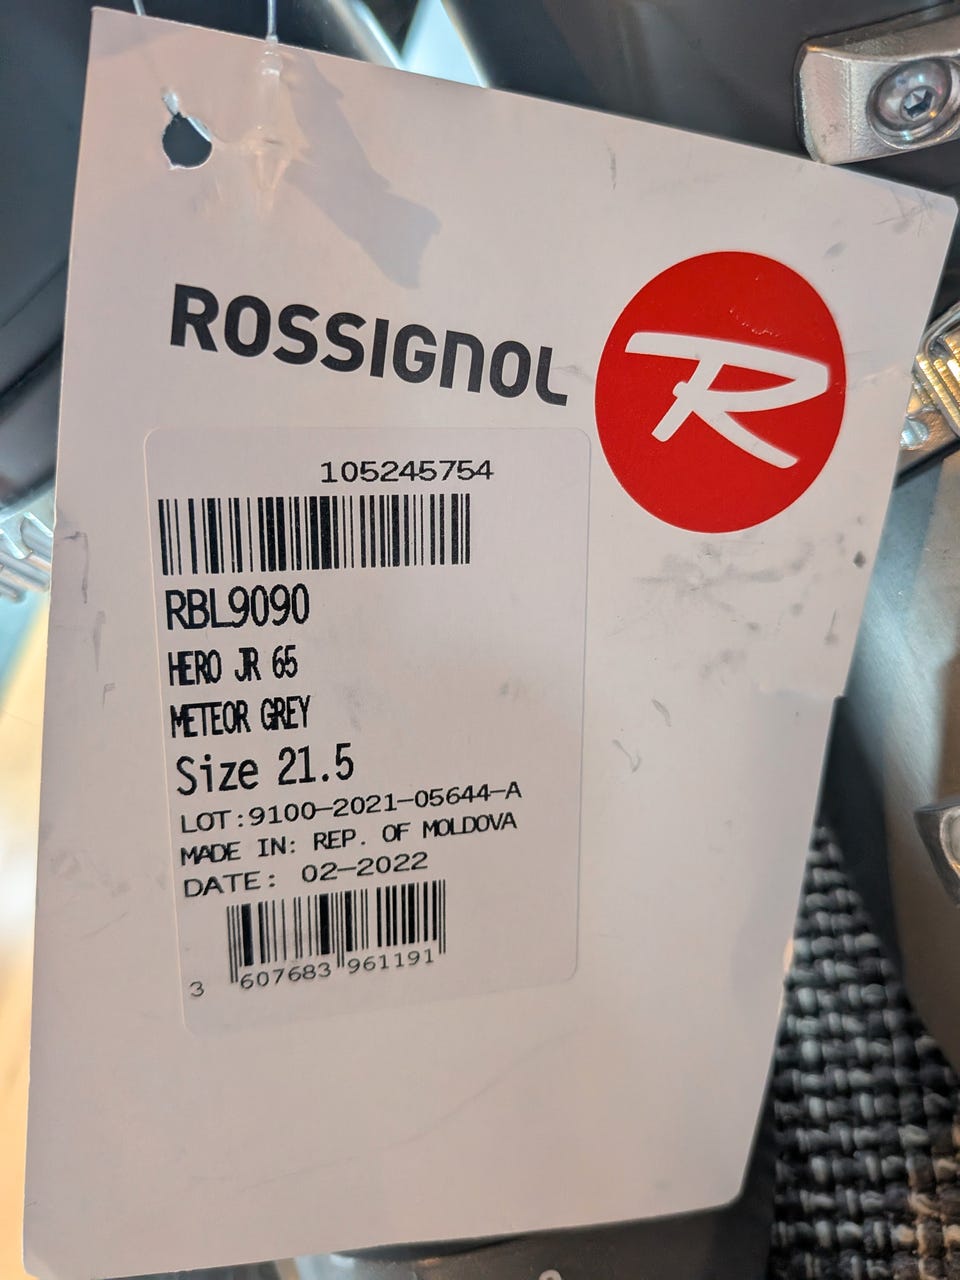 ROSSIGNOL
R
105245754
RBL9090
HERO JR 65
METEOR GREY
Size 21.5
LOT:9100-2021-05644-A
MADE IN: REP. OF MOLDOVA
DATE: 02-2022
3 607683 961191